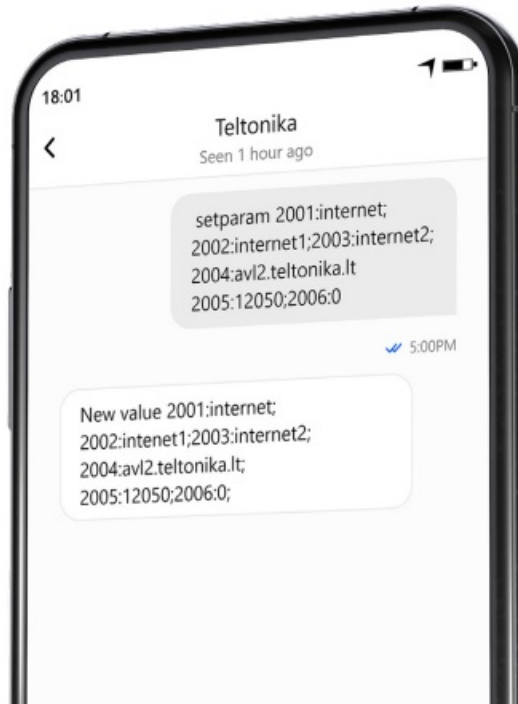 18:01
Teltonika
Seen 1 hour ago
setparam 2001:internet;
2002:internet1;2003:internet2;
2004:avl2.teltonika.lt
2005:12050;2006:0
5:00PM
New value 2001:internet;
2002:intenet1;2003:internet2;
2004:avl2.teltonika.lt;
2005:12050;2006:0;